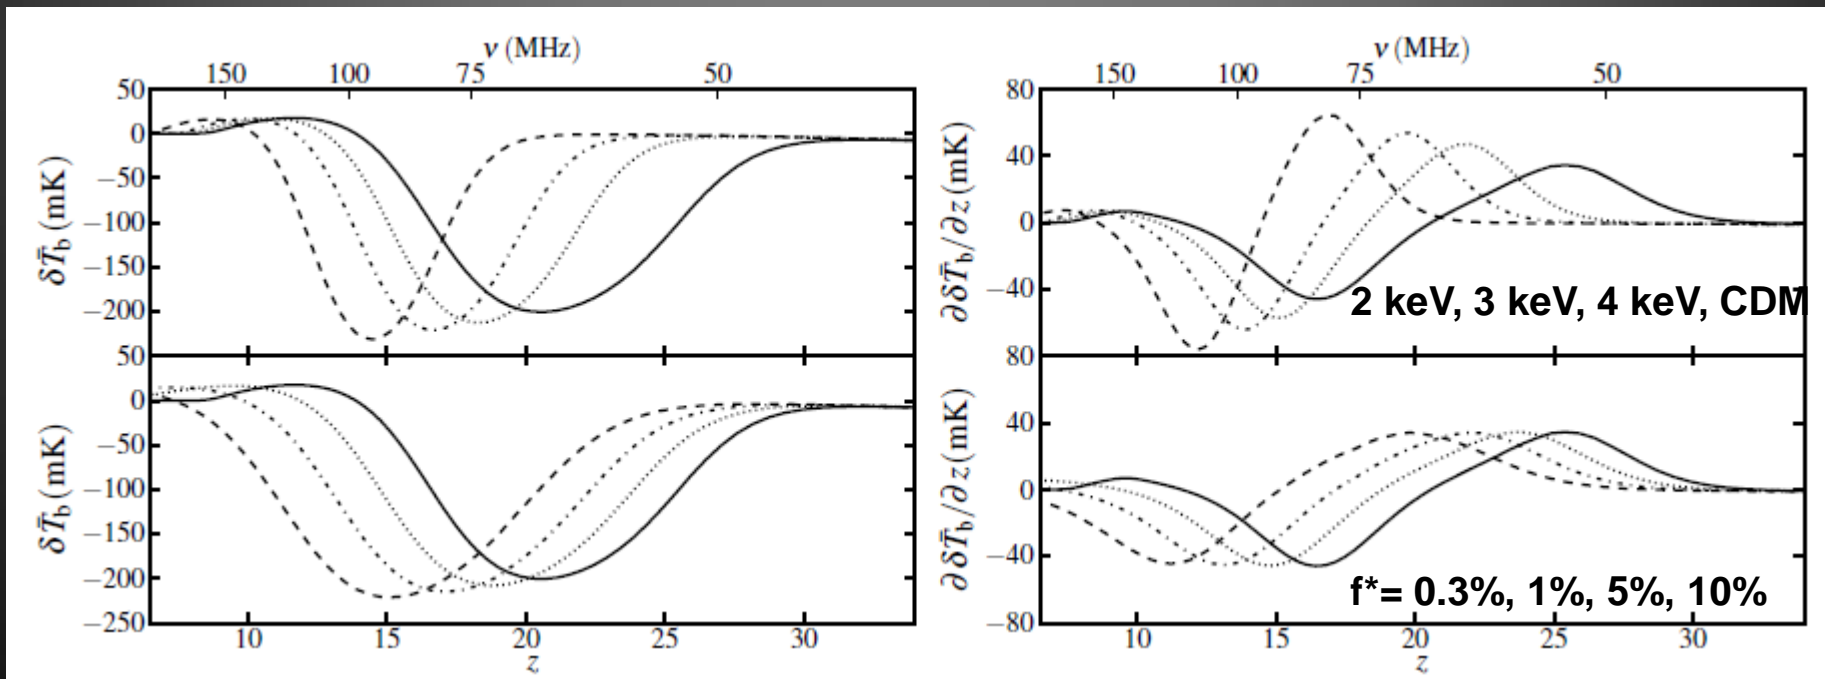 ν (MHz)
150 100 75 50
50
0
−50
−100
−150
−200
δT̄b (mK)
50
0
−50
−100
−150
−200
−250
δT̄b (mK)
10 15 20 25 30
z
ν (MHz)
150 100 75 50
80
40
0
−40
∂δT̄b/∂z (mK)
2 keV, 3 keV, 4 keV, CDM
80
40
0
−40
−80
∂δT̄b/∂z (mK)
f*= 0.3%, 1%, 5%, 10%
10 15 20 25 30
z